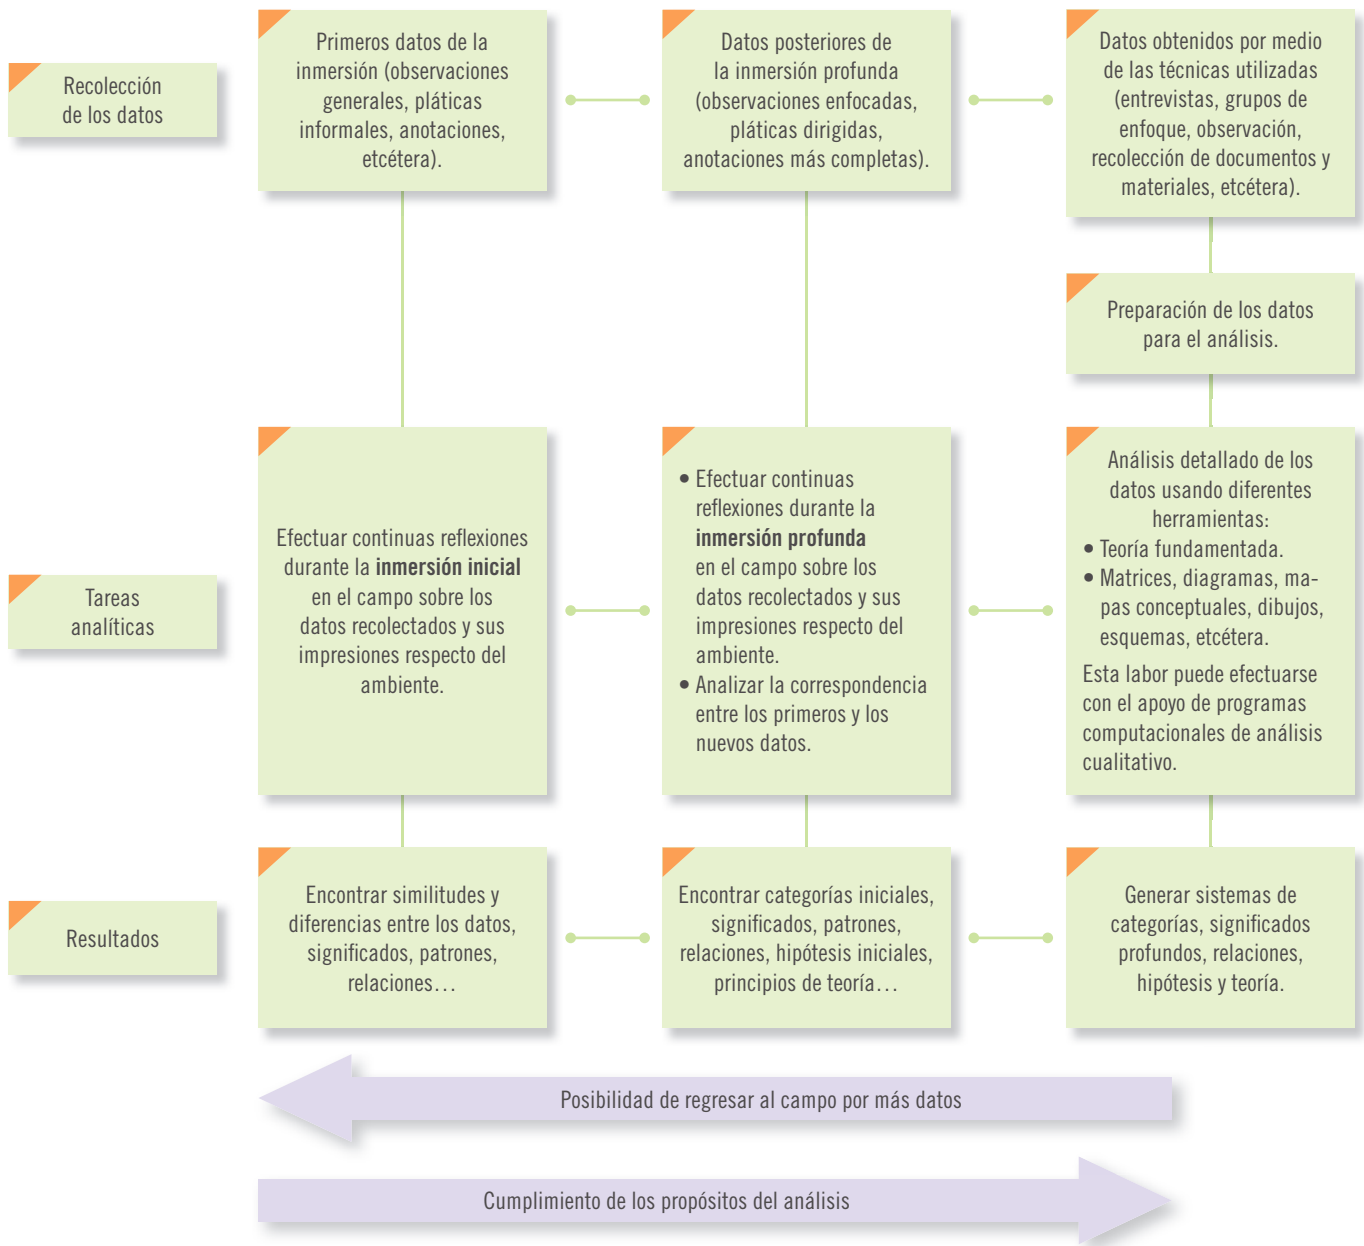 Recolección
de los datos
Primeros datos de la
inmersión (observaciones
generales, pláticas
informales, anotaciones,
etcétera).
Datos posteriores de
la inmersión profunda
(observaciones enfocadas,
pláticas dirigidas,
anotaciones más completas).
Datos obtenidos por medio
de las técnicas utilizadas
(entrevistas, grupos de
enfoque, observación,
recolección de documentos y
materiales, etcétera).
Preparación de los datos
para el análisis.
Tareas
analíticas
Efectuar continuas reflexiones
durante la inmersión inicial
en el campo sobre los
datos recolectados y sus
impresiones respecto del
ambiente.
• Efectuar continuas
reflexiones durante la
inmersión profunda
en el campo sobre los
datos recolectados y sus
impresiones respecto del
ambiente.
• Analizar la correspondencia
entre los primeros y los
nuevos datos.
Análisis detallado de los
datos usando diferentes
herramientas:
• Teoría fundamentada.
• Matrices, diagramas, ma-
pas conceptuales, dibujos,
esquemas, etcétera.
Esta labor puede efectuarse
con el apoyo de programas
computacionales de análisis
cualitativo.
Resultados
Encontrar similitudes y
diferencias entre los datos,
significados, patrones,
relaciones…
Encontrar categorías iniciales,
significados, patrones,
relaciones, hipótesis iniciales,
principios de teoría…
Generar sistemas de
categorías, significados
profundos, relaciones,
hipótesis y teoría.
Posibilidad de regresar al campo por más datos
Cumplimiento de los propósitos del análisis